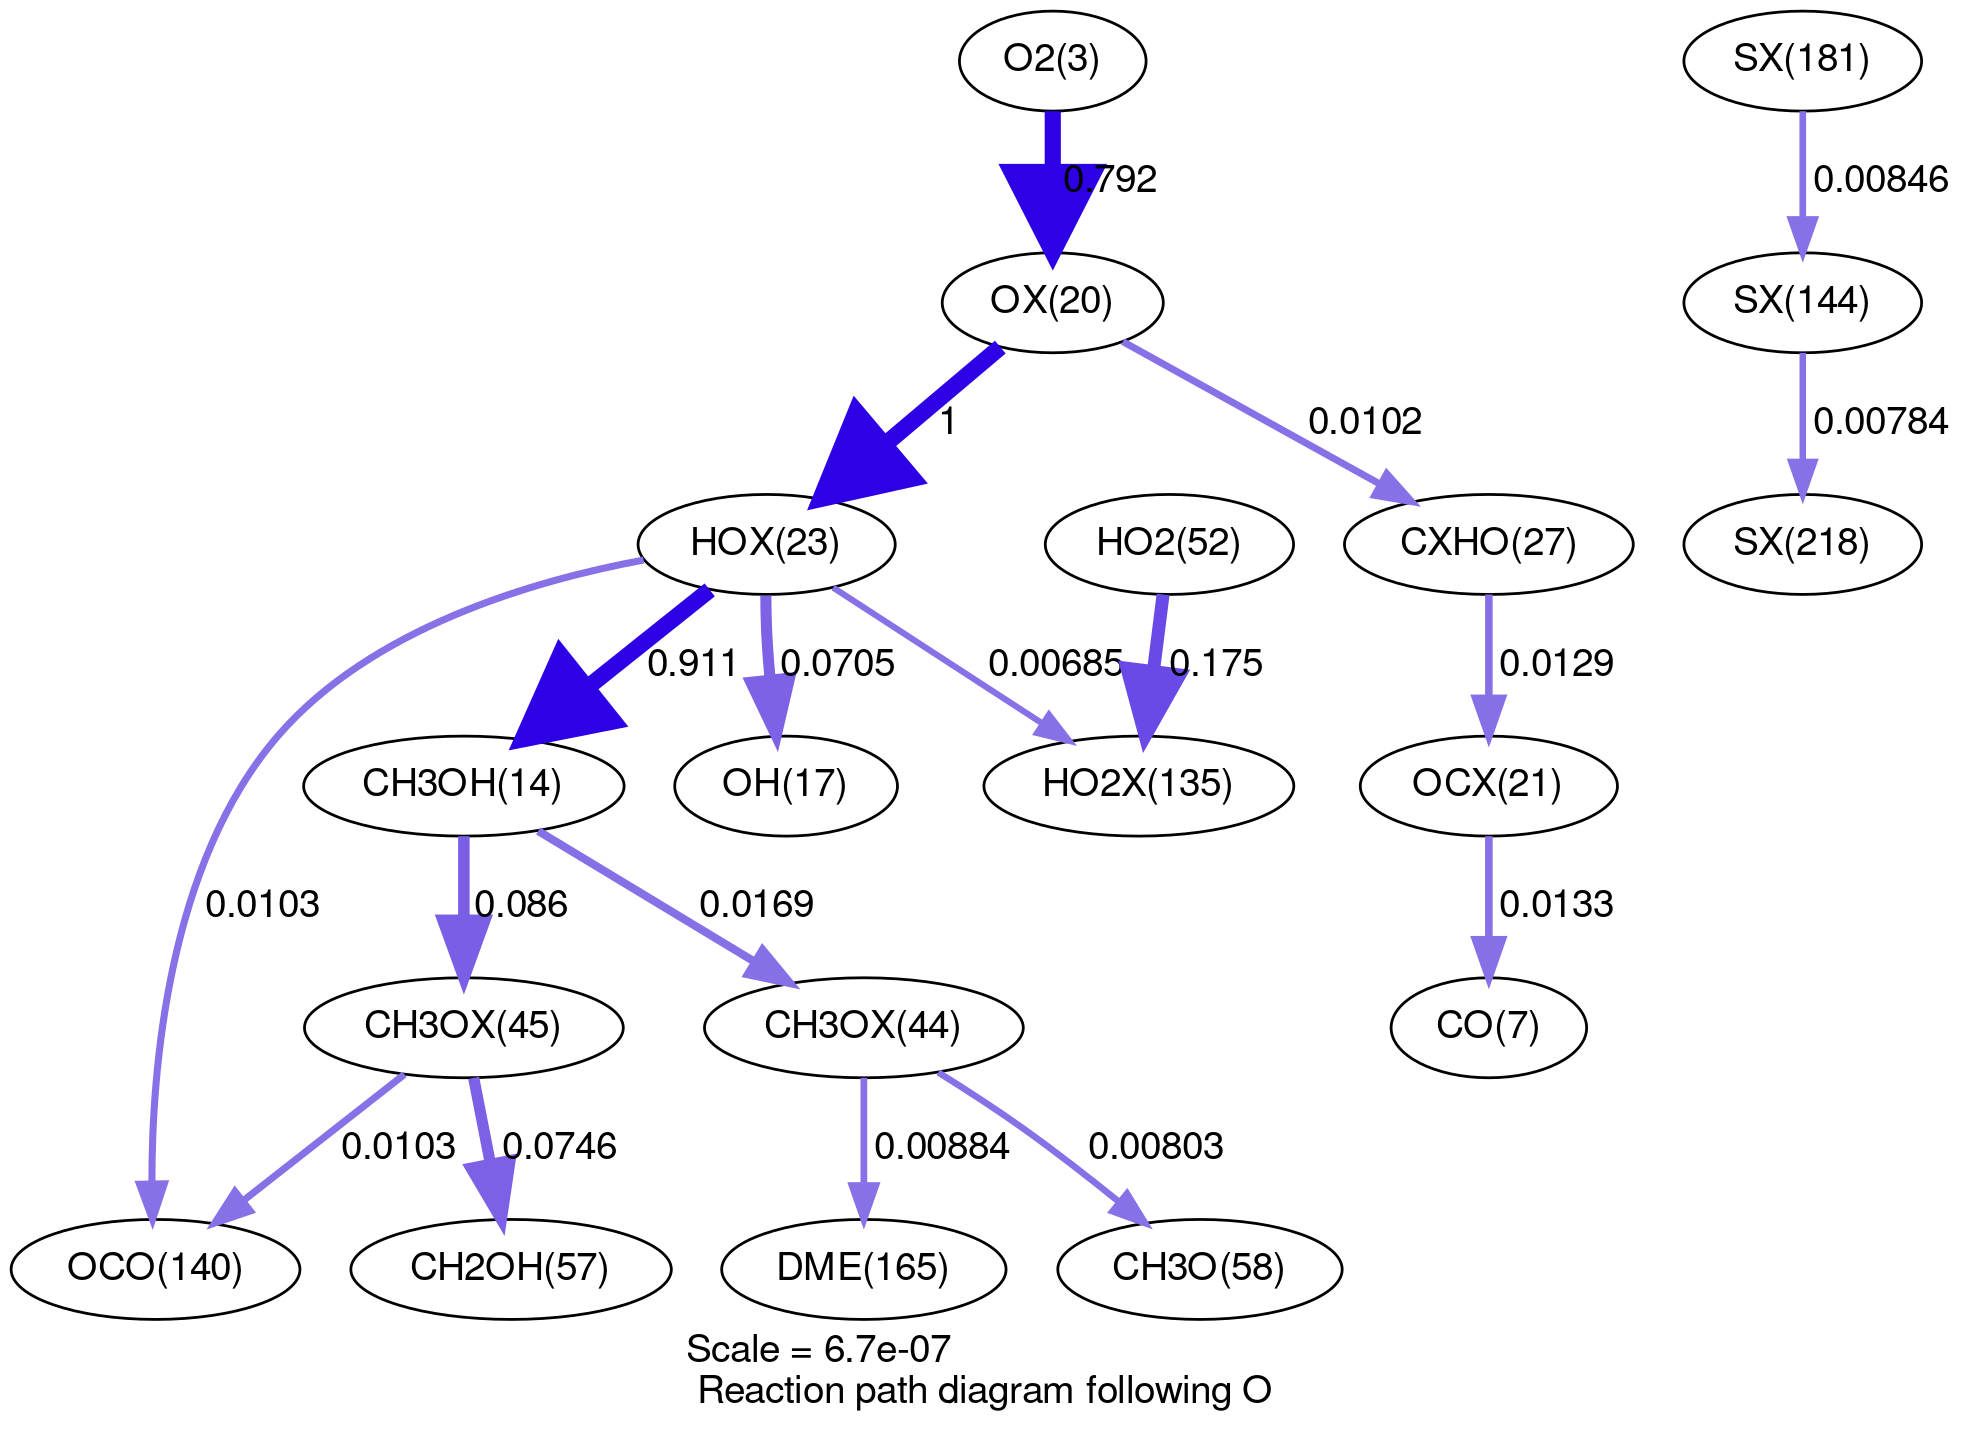 O2(3)
SX(181)
0.792
0.00846
OX(20)
SX(144)
1
0.0102
0.00784
HOX(23)
HO2(52)
CXHO(27)
SX(218)
0.911
0.0705
0.00685
0.175
0.0129
CH3OH(14)
OH(17)
HO2X(135)
OCX(21)
0.0103
0.086
0.0169
0.0133
CH3OX(45)
CH3OX(44)
CO(7)
0.0103
0.0746
0.00884
0.00803
OCO(140)
CH2OH(57)
DME(165)
CH3O(58)
Scale = 6.7e-07
Reaction path diagram following O